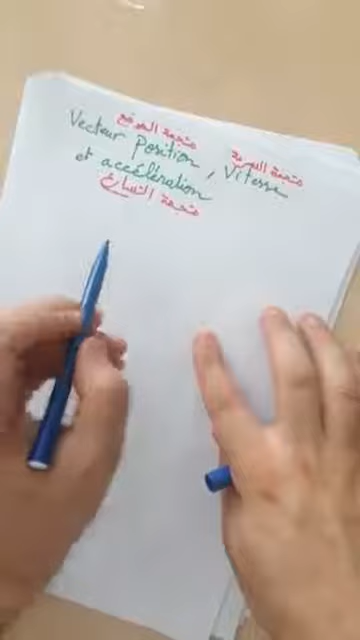 متجهة الموضع
Vecteur Position, Vitesse
متجهة السرعة
et accélération
متجهة التسارع